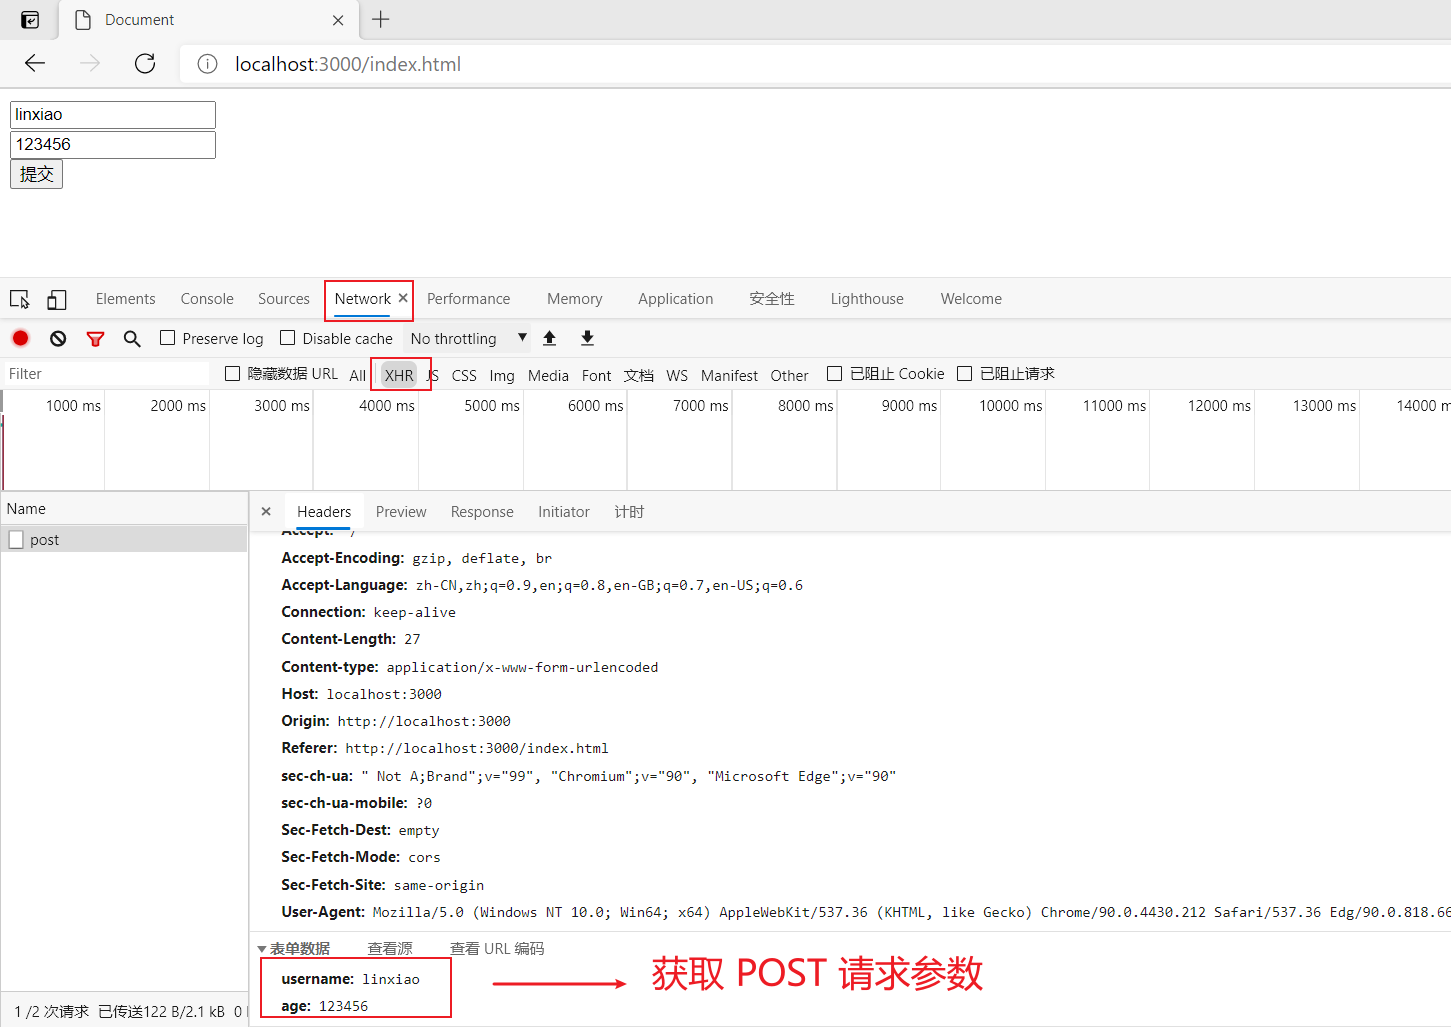 Document
localhost:3000/index.html
linxiao
123456
提交
Elements Console Sources Network Performance Memory Application 安全性 Lighthouse Welcome
Preserve log Disable cache No throttling
Filter 隐藏数据 URL All XHR JS CSS Img Media Font 文档 WS Manifest Other 已阻止 Cookie 已阻止请求
1000 ms 2000 ms 3000 ms 4000 ms 5000 ms 6000 ms 7000 ms 8000 ms 9000 ms 10000 ms 11000 ms 12000 ms 13000 ms 14000 m
Name
post
Headers Preview Response Initiator 计时
Accept: */
Accept-Encoding: gzip, deflate, br
Accept-Language: zh-CN,zh;q=0.9,en;q=0.8,en-GB;q=0.7,en-US;q=0.6
Connection: keep-alive
Content-Length: 27
Content-type: application/x-www-form-urlencoded
Host: localhost:3000
Origin: http://localhost:3000
Referer: http://localhost:3000/index.html
sec-ch-ua: " Not A;Brand";v="99", "Chromium";v="90", "Microsoft Edge";v="90"
sec-ch-ua-mobile: ?0
Sec-Fetch-Dest: empty
Sec-Fetch-Mode: cors
Sec-Fetch-Site: same-origin
User-Agent: Mozilla/5.0 (Windows NT 10.0; Win64; x64) AppleWebKit/537.36 (KHTML, like Gecko) Chrome/90.0.4430.212 Safari/537.36 Edg/90.0.818.66
表单数据 查看源 查看 URL 编码
username: linxiao
age: 123456
获取 POST 请求参数
1 /2 次请求 已传送122 B/2.1 kB 0